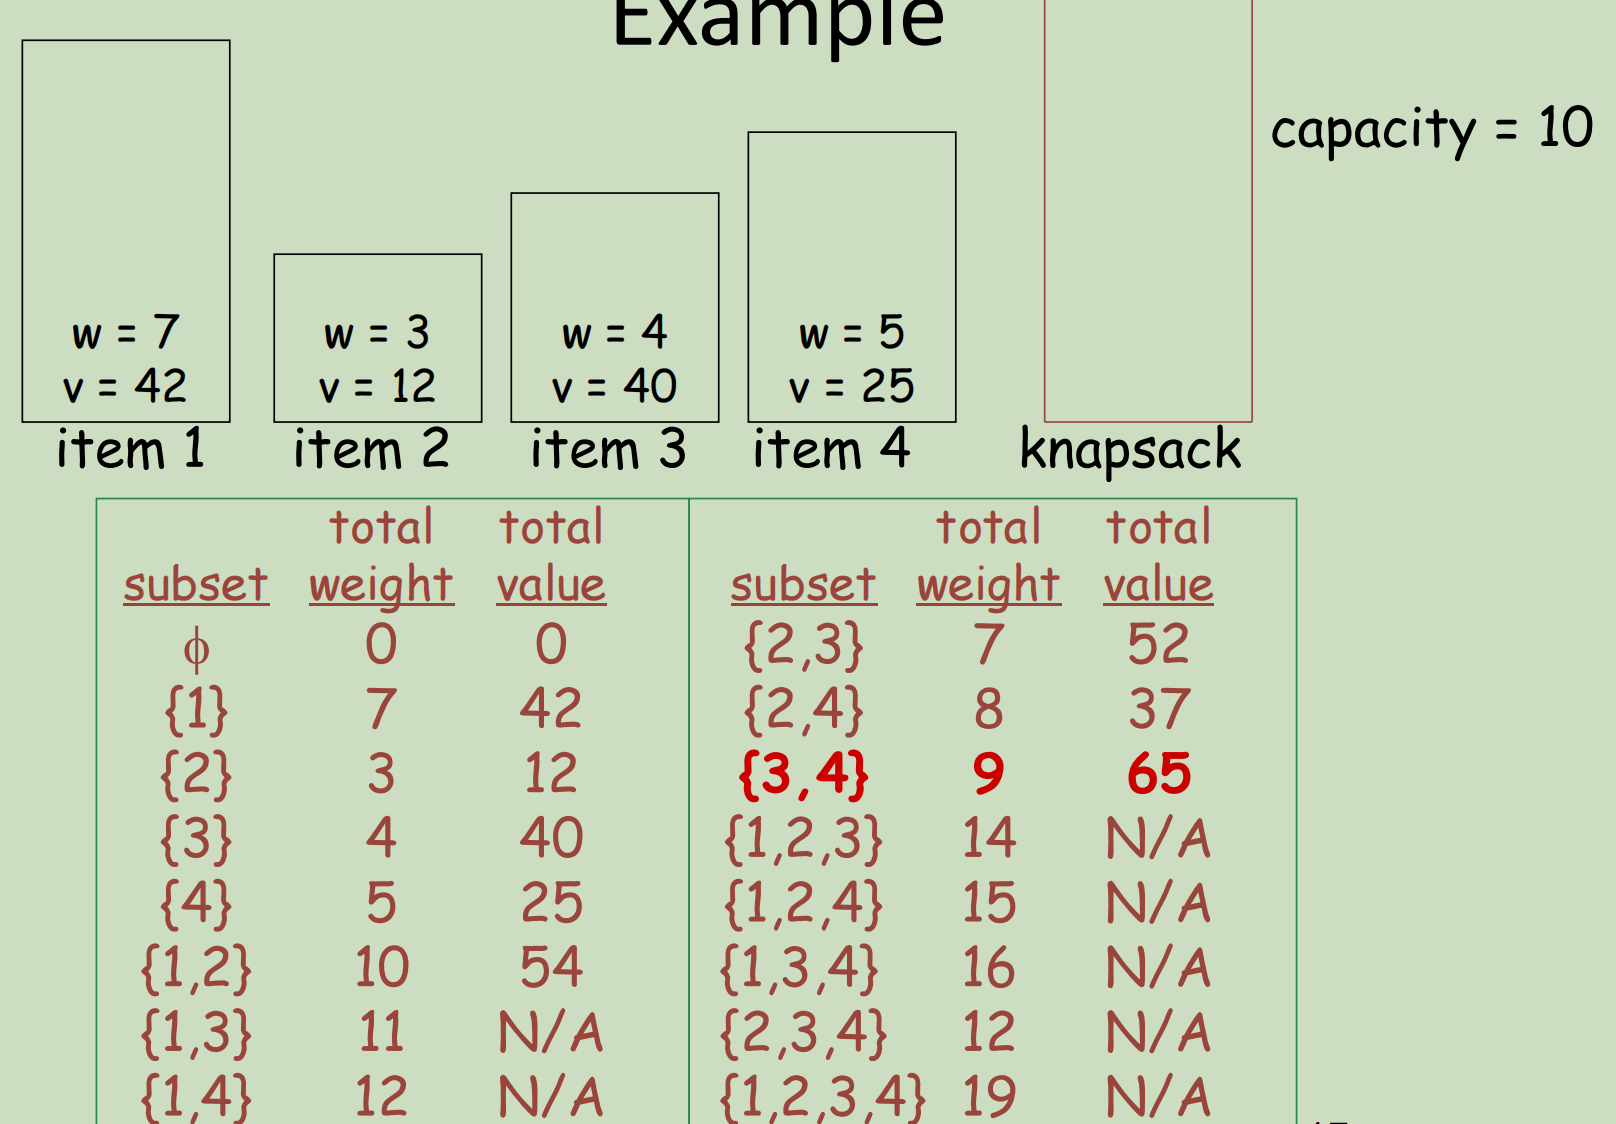 Example
capacity = 10
w = 7
v = 42
item 1
w = 3
v = 12
item 2
w = 4
v = 40
item 3
w = 5
v = 25
item 4
knapsack
subset total weight total value
ϕ 0 0
{1} 7 42
{2} 3 12
{3} 4 40
{4} 5 25
{1,2} 10 54
{1,3} 11 N/A
{1,4} 12 N/A
subset total weight total value
{2,3} 7 52
{2,4} 8 37
{3,4} 9 65
{1,2,3} 14 N/A
{1,2,4} 15 N/A
{1,3,4} 16 N/A
{2,3,4} 12 N/A
{1,2,3,4} 19 N/A